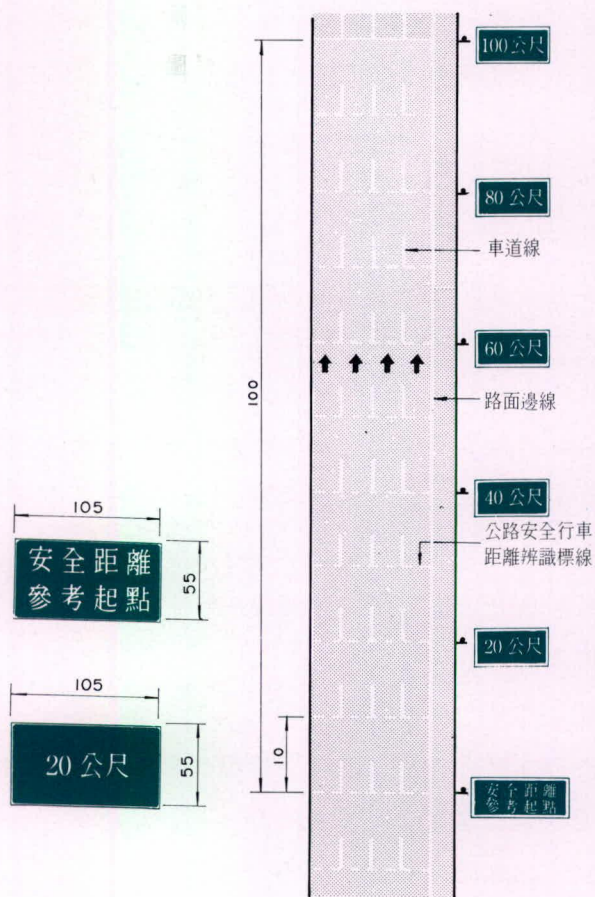 100公尺
80公尺
車道線
60公尺
100
路面邊線
40公尺
105
安全距離
參考起點
55
公路安全行車
距離辨識標線
20公尺
105
20公尺
55
10
安全距離
參考起點